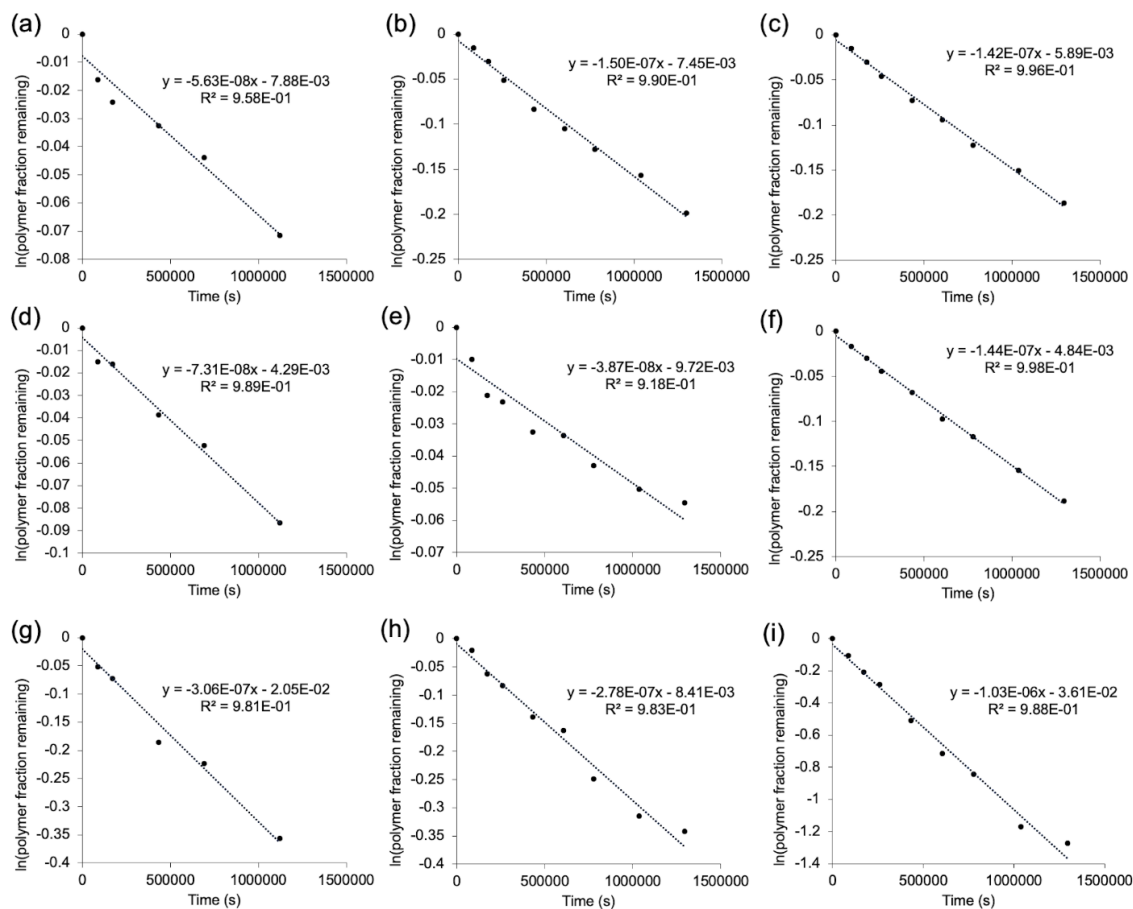 (a)
y = -5.63E-08x - 7.88E-03
R² = 9.58E-01
0
-0.01
-0.02
-0.03
-0.04
-0.05
-0.06
-0.07
-0.08
ln(polymer fraction remaining)
0 500000 1000000 1500000
Time (s)
(b)
y = -1.50E-07x - 7.45E-03
R² = 9.90E-01
0
-0.05
-0.1
-0.15
-0.2
-0.25
ln(polymer fraction remaining)
0 500000 1000000 1500000
Time (s)
(c)
y = -1.42E-07x - 5.89E-03
R² = 9.96E-01
0
-0.05
-0.1
-0.15
-0.2
-0.25
ln(polymer fraction remaining)
0 500000 1000000 1500000
Time (s)
(d)
y = -7.31E-08x - 4.29E-03
R² = 9.89E-01
0
-0.01
-0.02
-0.03
-0.04
-0.05
-0.06
-0.07
-0.08
-0.09
-0.1
ln(polymer fraction remaining)
0 500000 1000000 1500000
Time (s)
(e)
y = -3.87E-08x - 9.72E-03
R² = 9.18E-01
0
-0.01
-0.02
-0.03
-0.04
-0.05
-0.06
-0.07
ln(polymer fraction remaining)
0 500000 1000000 1500000
Time (s)
(f)
y = -1.44E-07x - 4.84E-03
R² = 9.98E-01
0
-0.05
-0.1
-0.15
-0.2
-0.25
ln(polymer fraction remaining)
0 500000 1000000 1500000
Time (s)
(g)
y = -3.06E-07x - 2.05E-02
R² = 9.81E-01
0
-0.05
-0.1
-0.15
-0.2
-0.25
-0.3
-0.35
-0.4
ln(polymer fraction remaining)
0 500000 1000000 1500000
Time (s)
(h)
y = -2.78E-07x - 8.41E-03
R² = 9.83E-01
0
-0.05
-0.1
-0.15
-0.2
-0.25
-0.3
-0.35
-0.4
ln(polymer fraction remaining)
0 500000 1000000 1500000
Time (s)
(i)
y = -1.03E-06x - 3.61E-02
R² = 9.88E-01
0
-0.2
-0.4
-0.6
-0.8
-1
-1.2
-1.4
ln(polymer fraction remaining)
0 500000 1000000 1500000
Time (s)